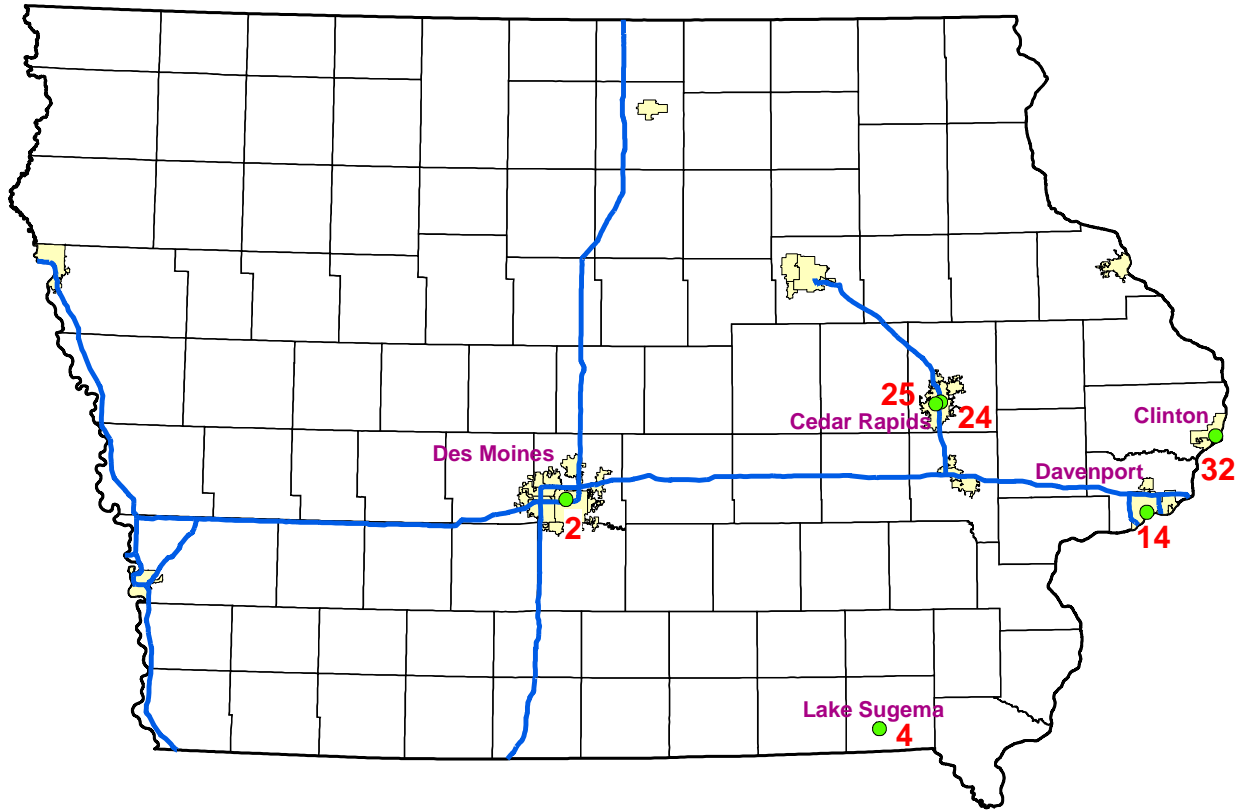 25
24
Cedar Rapids
Clinton
Des Moines
Davenport
32
2
14
Lake Sugema
4